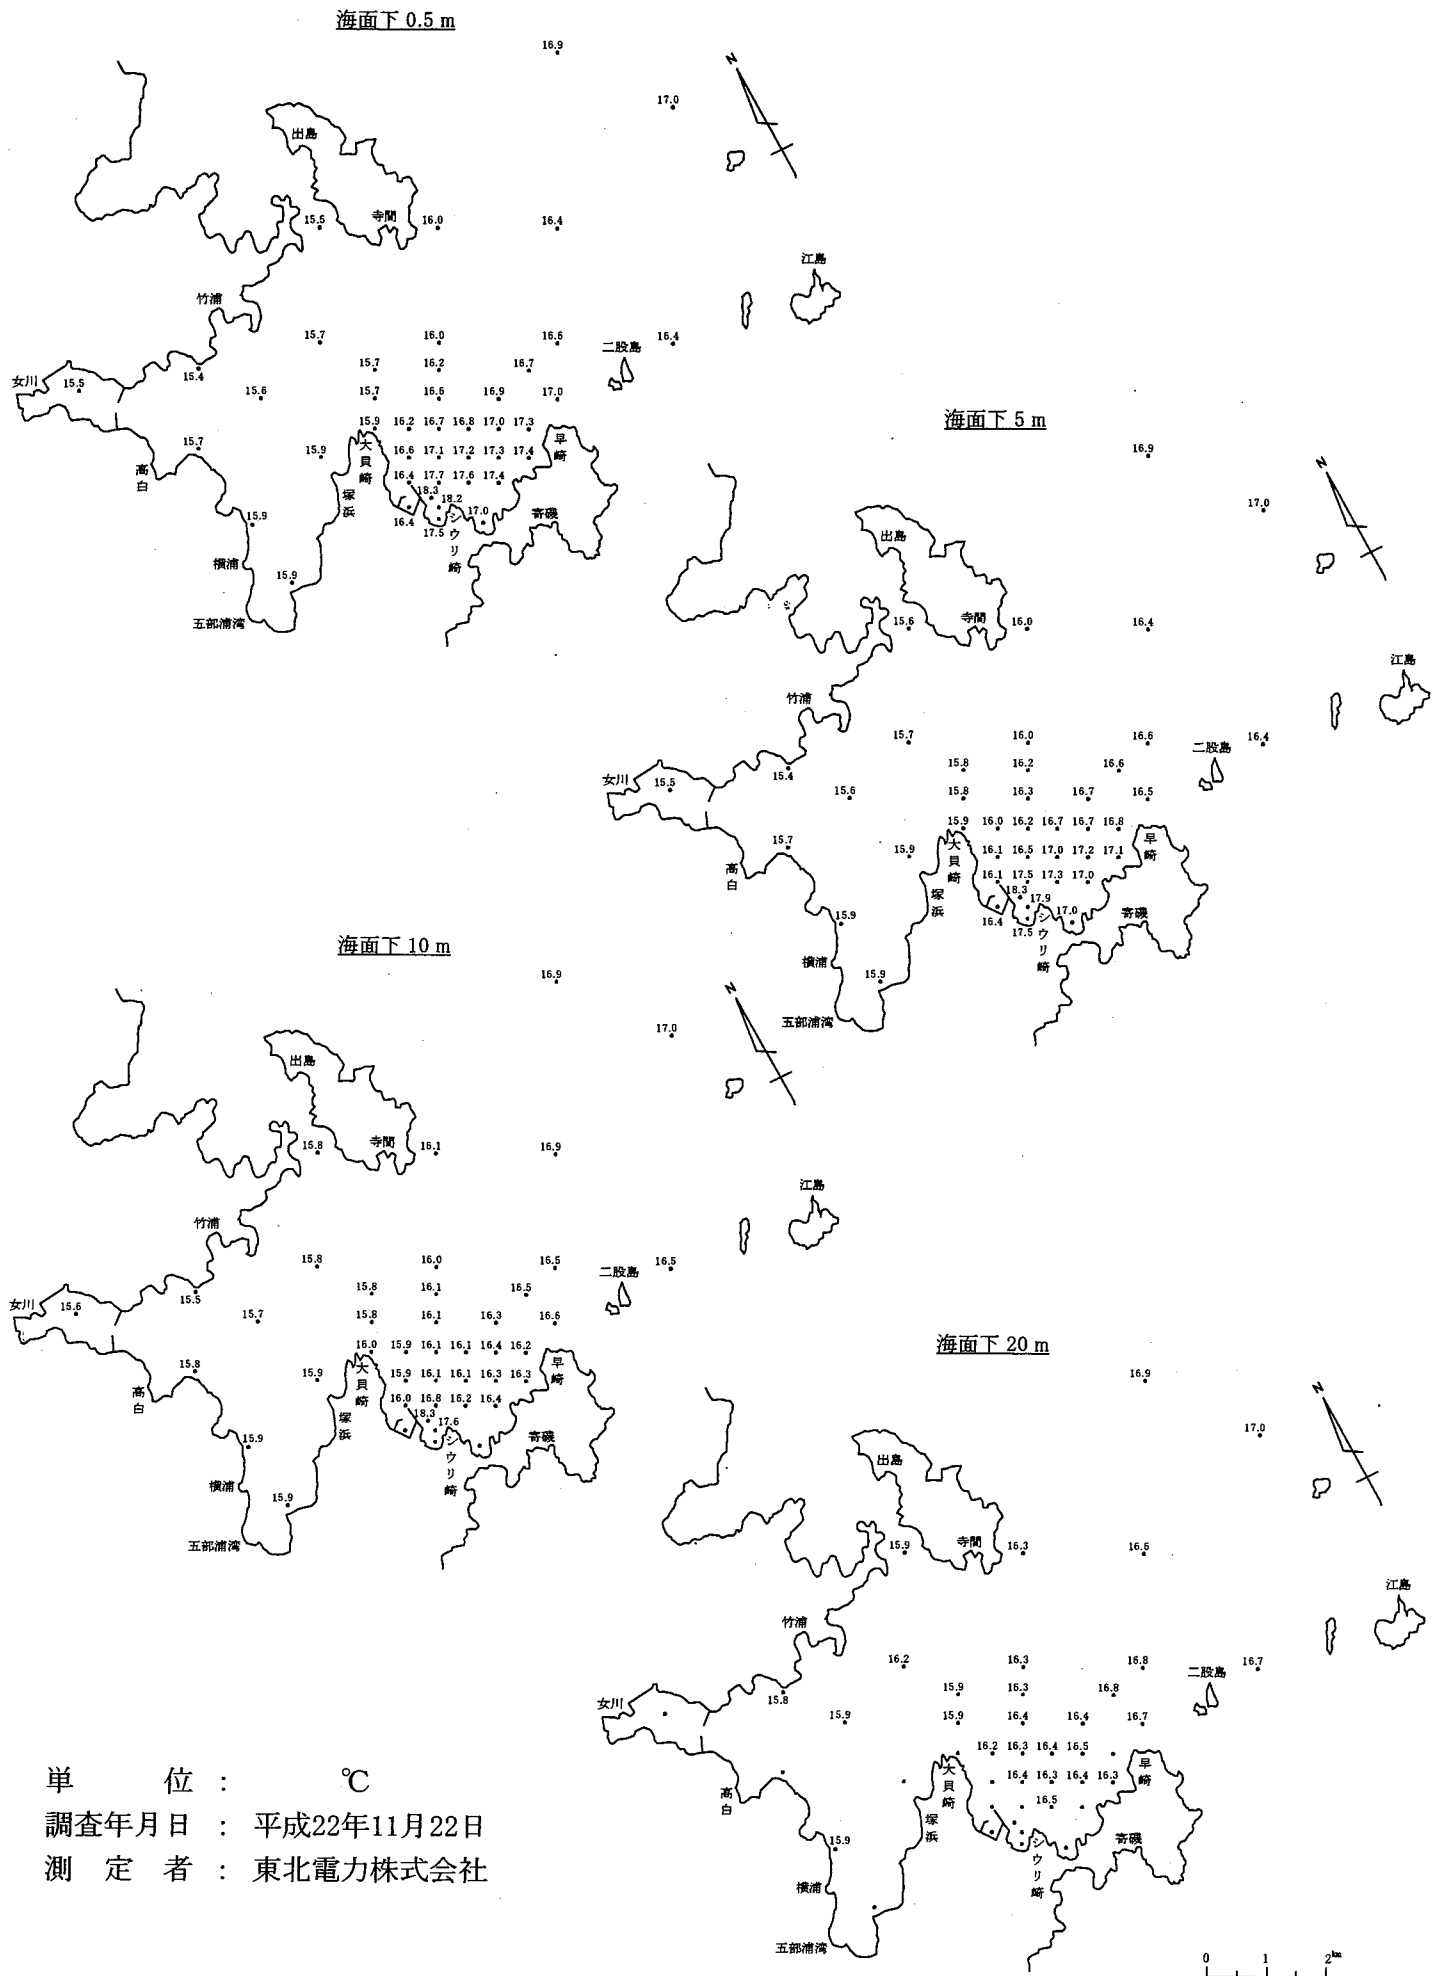 海面下 0.5 m
16.9
N
17.0
出島
15.5
寺間
16.0
16.4
江島
竹浦
15.7
16.0
16.6
二股島
16.4
15.7
16.2
16.7
女川
15.5
15.4
15.6
15.7
16.6
16.9
17.0
15.9
16.2
16.7
16.8
17.0
17.3
早崎
大貝崎
15.7
高白
15.9
16.6
17.1
17.2
17.3
17.4
16.4
17.7
17.6
17.4
塚浜
18.3
18.2
16.4
17.5
17.0
シウリ崎
寄磯
15.9
横浦
15.9
五部浦湾
海面下 5 m
16.9
N
17.0
出島
15.6
寺間
16.0
16.4
江島
竹浦
15.7
16.0
16.6
二股島
16.4
15.8
16.2
16.6
女川
15.5
15.4
15.6
15.8
16.3
16.7
16.5
15.9
16.0
16.2
16.7
16.7
16.8
早崎
大貝崎
15.7
高白
15.9
16.1
16.5
17.0
17.2
17.1
16.1
17.5
17.3
17.0
塚浜
18.3
17.9
16.4
17.5
17.0
シウリ崎
寄磯
15.9
横浦
15.9
五部浦湾
海面下 10 m
16.9
N
17.0
出島
15.8
寺間
16.1
16.9
江島
竹浦
15.8
16.0
16.5
二股島
16.5
15.8
16.1
16.5
女川
15.6
15.5
15.7
15.8
16.1
16.3
16.6
16.0
15.9
16.1
16.1
16.4
16.2
早崎
大貝崎
15.8
高白
15.9
15.9
16.1
16.1
16.3
16.3
16.0
16.8
16.2
16.4
塚浜
18.3
17.6
シウリ崎
寄磯
15.9
横浦
15.9
五部浦湾
海面下 20 m
16.9
N
17.0
出島
15.9
寺間
16.3
16.6
江島
竹浦
16.2
16.3
16.8
二股島
16.7
15.9
16.3
16.8
女川
15.8
15.9
15.9
16.4
16.4
16.7
16.2
16.3
16.4
16.5
早崎
大貝崎
高白
16.4
16.3
16.4
16.3
16.5
塚浜
シウリ崎
寄磯
15.9
横浦
五部浦湾
単 位 : ℃
調査年月日 : 平成22年11月22日
測 定 者 : 東北電力株式会社
0 1 2km